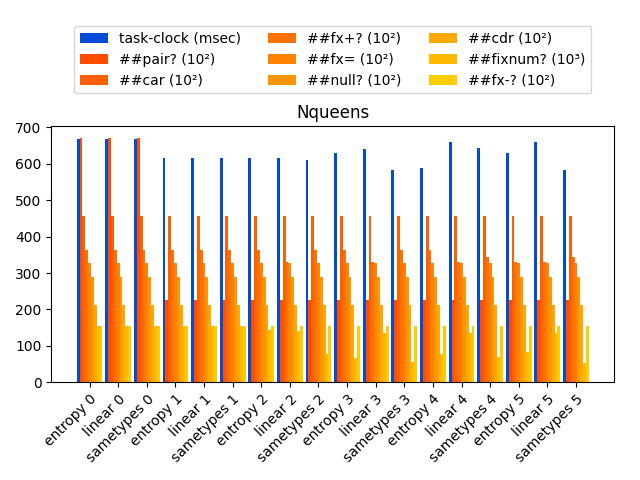 task-clock (msec) ##fx+? (10²) ##cdr (10²)
##pair? (10²) ##fx= (10²) ##fixnum? (10³)
##car (10²) ##null? (10²) ##fx-? (10²)
Nqueens
700
600
500
400
300
200
100
0
entropy 0
linear 0
sametypes 0
entropy 1
linear 1
sametypes 1
entropy 2
linear 2
sametypes 2
entropy 3
linear 3
sametypes 3
entropy 4
linear 4
sametypes 4
entropy 5
linear 5
sametypes 5